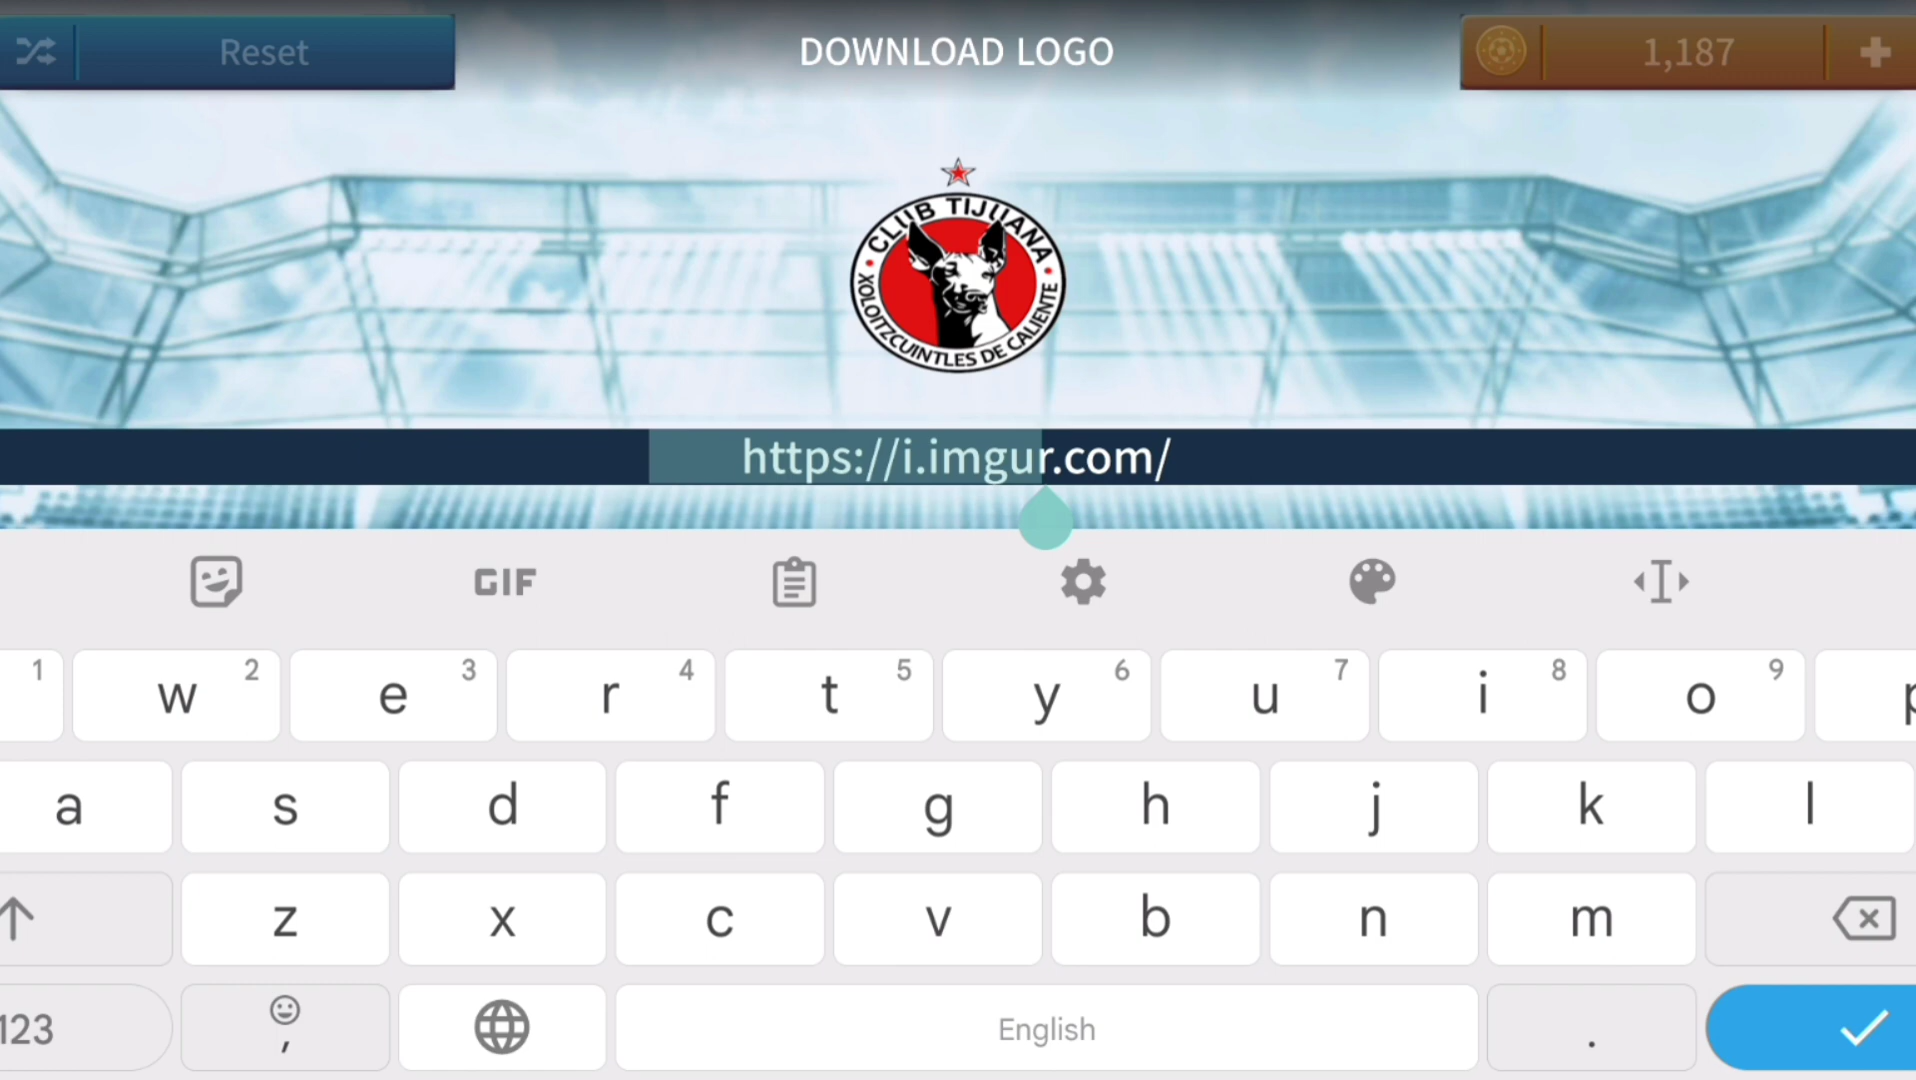 Reset
DOWNLOAD LOGO
1,187
CLUB TIJUANA
XOLOITZCUINTLES DE CALIENTE
https://i.imgur.com/
GIF
1
w 2
e 3
r 4
t 5
y 6
u 7
i 8
o 9
p
a s d f g h j k l
z x c v b n m
123
,
English
.